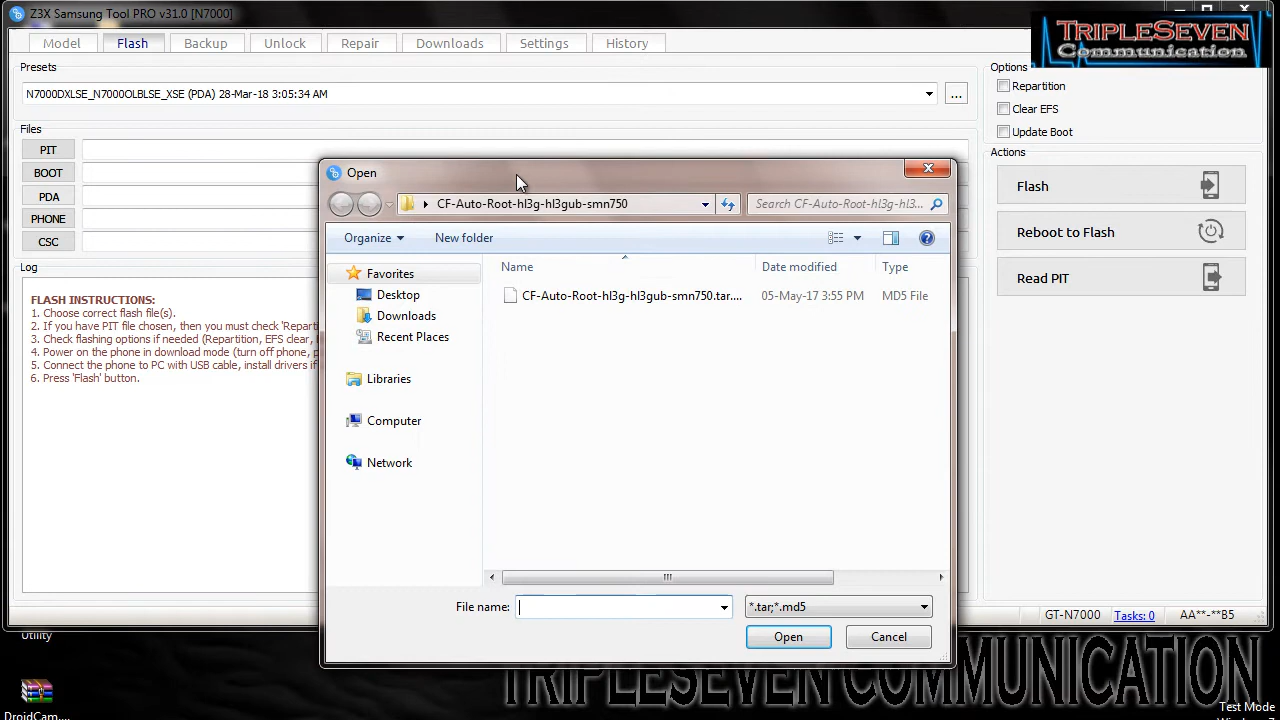 Z3X Samsung Tool PRO v31.0 [N7000]
Model
Flash
Backup
Unlock
Repair
Downloads
Settings
History
TRIPLESEVEN
Communication
Presets
N7000DXLSE_N7000OLBLSE_XSE (PDA) 28-Mar-18 3:05:34 AM
...
Files
PIT
BOOT
PDA
PHONE
CSC
Options
Repartition
Clear EFS
Update Boot
Actions
Flash
Reboot to Flash
Read PIT
Log
FLASH INSTRUCTIONS:
1. Choose correct flash file(s).
2. If you have PIT file chosen, then you must check 'Reparti
3. Check flashing options if needed (Repartition, EFS clear,
4. Power on the phone in download mode (turn off phone,
5. Connect the phone to PC with USB cable, install drivers if
6. Press 'Flash' button.
Open
CF-Auto-Root-hl3g-hl3gub-smn750
Search CF-Auto-Root-hl3g-hl3...
Organize
New folder
Favorites
Desktop
Downloads
Recent Places
Libraries
Computer
Network
Name
Date modified
Type
CF-Auto-Root-hl3g-hl3gub-smn750.tar....
05-May-17 3:55 PM
MD5 File
File name:
*.tar;*.md5
Open
Cancel
GT-N7000
Tasks: 0
AA**-**B5
Utility
TRIPLESEVEN COMMUNICATION
DroidCam....
Test Mode